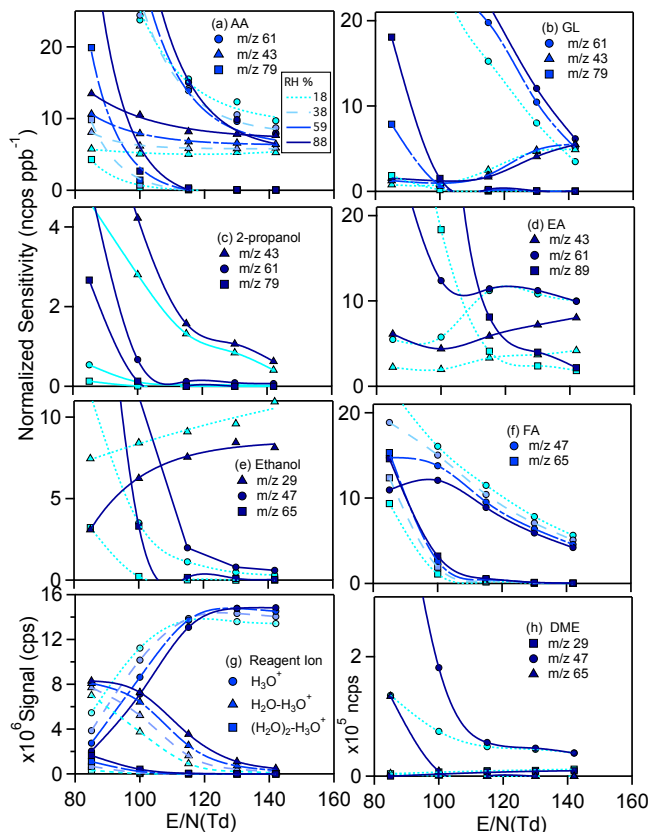 (a) AA
m/z 61
m/z 43
m/z 79
RH %
18
38
59
88
20
10
0
(b) GL
m/z 61
m/z 43
m/z 79
20
15
10
5
0
Normalized Sensitivity (ncps ppb-1)
(c) 2-propanol
m/z 43
m/z 61
m/z 79
4
2
0
(d) EA
m/z 43
m/z 61
m/z 89
20
10
0
(e) Ethanol
m/z 29
m/z 47
m/z 65
10
5
0
(f) FA
m/z 47
m/z 65
20
10
0
x10^6 Signal (cps)
16
12
8
4
0
(g) Reagent Ion
H3O+
H2O-H3O+
(H2O)2-H3O+
80 100 120 140 160
E/N(Td)
x10^5 ncps
2
0
(h) DME
m/z 29
m/z 47
m/z 65
80 100 120 140 160
E/N(Td)